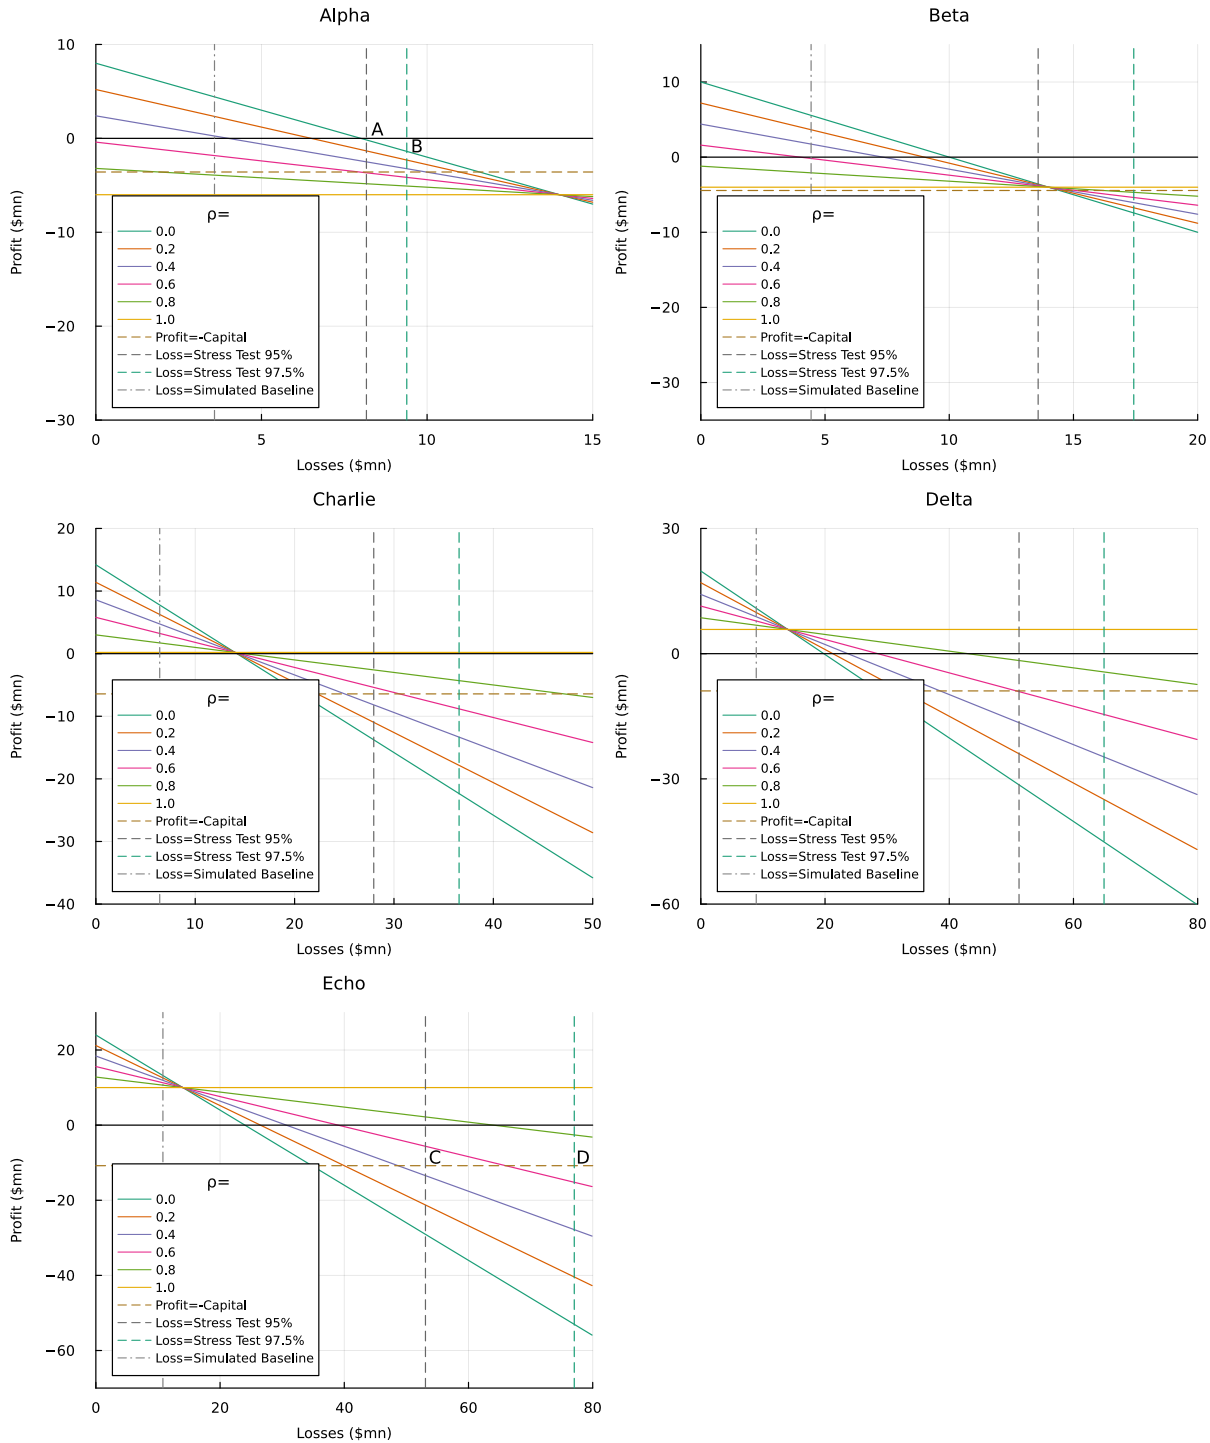 Alpha
Profit ($mn)
10
0
−10
−20
−30
A
B
ρ=
0.0
0.2
0.4
0.6
0.8
1.0
Profit=-Capital
Loss=Stress Test 95%
Loss=Stress Test 97.5%
Loss=Simulated Baseline
0 5 10 15
Losses ($mn)
Beta
Profit ($mn)
10
0
−10
−20
−30
ρ=
0.0
0.2
0.4
0.6
0.8
1.0
Profit=-Capital
Loss=Stress Test 95%
Loss=Stress Test 97.5%
Loss=Simulated Baseline
0 5 10 15 20
Losses ($mn)
Charlie
Profit ($mn)
20
10
0
−10
−20
−30
−40
ρ=
0.0
0.2
0.4
0.6
0.8
1.0
Profit=-Capital
Loss=Stress Test 95%
Loss=Stress Test 97.5%
Loss=Simulated Baseline
0 10 20 30 40 50
Losses ($mn)
Delta
Profit ($mn)
30
0
−30
−60
ρ=
0.0
0.2
0.4
0.6
0.8
1.0
Profit=-Capital
Loss=Stress Test 95%
Loss=Stress Test 97.5%
Loss=Simulated Baseline
0 20 40 60 80
Losses ($mn)
Echo
Profit ($mn)
20
0
−20
−40
−60
C
D
ρ=
0.0
0.2
0.4
0.6
0.8
1.0
Profit=-Capital
Loss=Stress Test 95%
Loss=Stress Test 97.5%
Loss=Simulated Baseline
0 20 40 60 80
Losses ($mn)